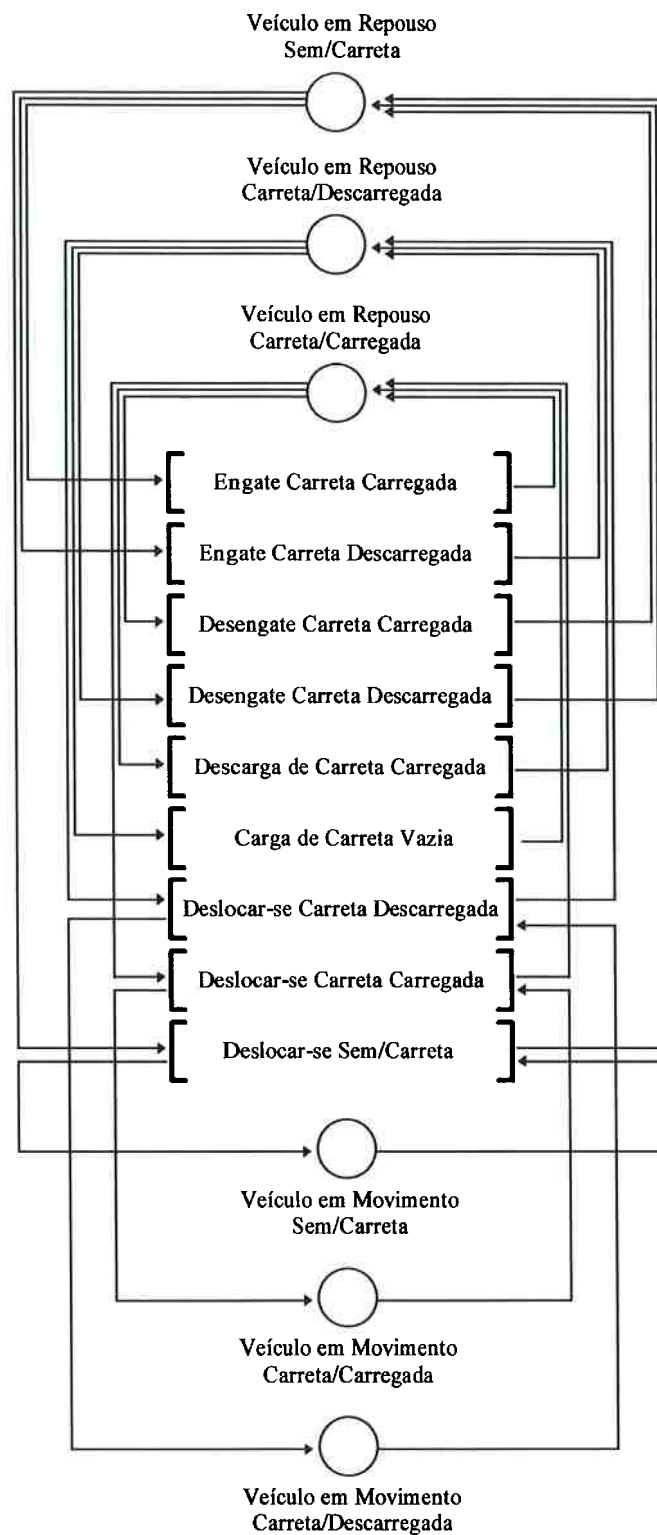 Veículo em Repouso
Sem/Carreta
Veículo em Repouso
Carreta/Descarregada
Veículo em Repouso
Carreta/Carregada
Engate Carreta Carregada
Engate Carreta Descarregada
Desengate Carreta Carregada
Desengate Carreta Descarregada
Descarga de Carreta Carregada
Carga de Carreta Vazia
Deslocar-se Carreta Descarregada
Deslocar-se Carreta Carregada
Deslocar-se Sem/Carreta
Veículo em Movimento
Sem/Carreta
Veículo em Movimento
Carreta/Carregada
Veículo em Movimento
Carreta/Descarregada